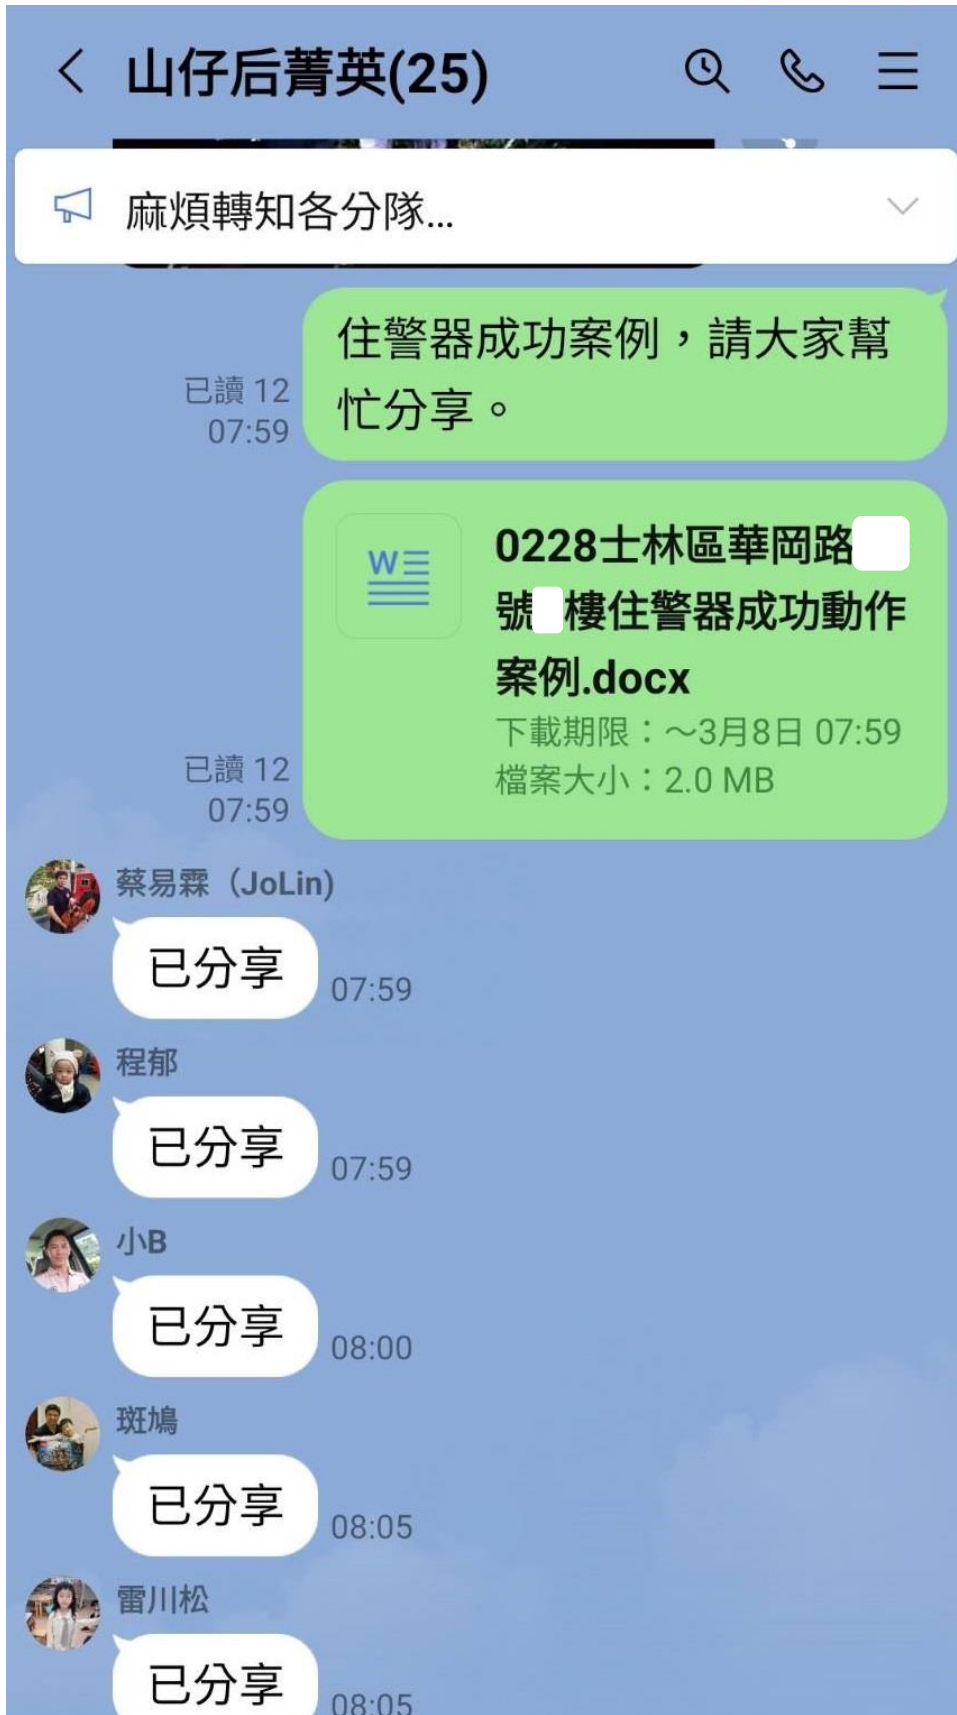 山仔后菁英(25)
麻煩轉知各分隊...
住警器成功案例，請大家幫
忙分享。
已讀 12
07:59
W
0228士林區華岡路
號 樓住警器成功動作
案例.docx
下載期限：～3月8日 07:59
檔案大小：2.0 MB
已讀 12
07:59
蔡易霖（JoLin)
已分享
07:59
程郁
已分享
07:59
小B
已分享
08:00
斑鳩
已分享
08:05
雷川松
已分享
08:05